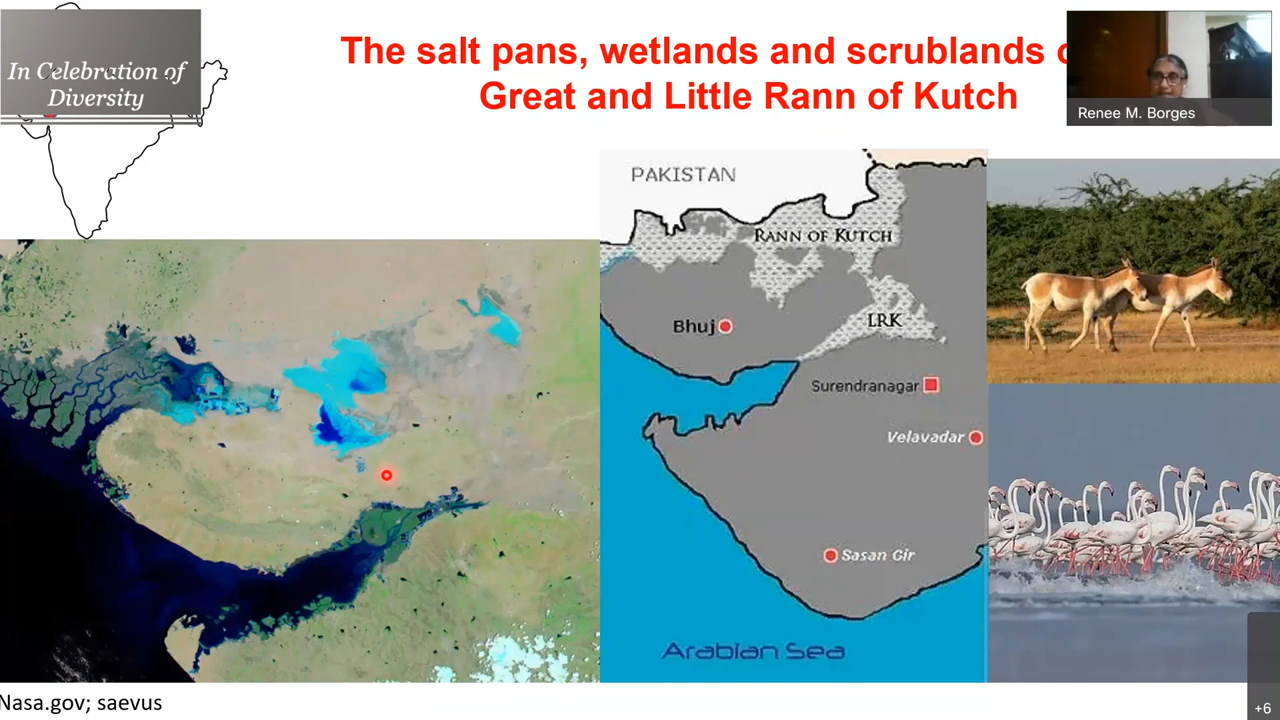 In Celebration of
Diversity
The salt pans, wetlands and scrublands
Great and Little Rann of Kutch
Renee M. Borges
PAKISTAN
RANN OF KUTCH
LRK
Bhuj
Surendranagar
Velavadar
Sasan Gir
Arabian Sea
Nasa.gov; saevus
+6